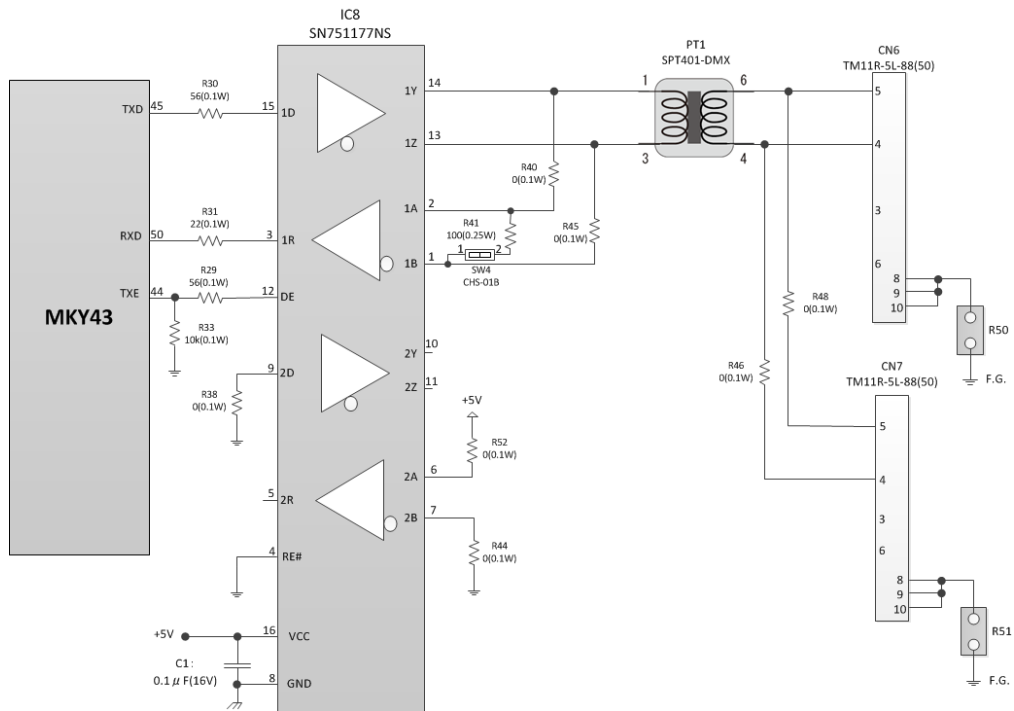 IC8
SN751177NS
PT1
SPT401-DMX
CN6
TM11R-5L-88(50)
MKY43
TXD
45
R30
56(0.1W)
15
1D
1Y
14
1
6
5
1Z
13
3
4
4
R40
0(0.1W)
1A
2
R41
100(0.25W)
R45
0(0.1W)
3
RXD
50
R31
22(0.1W)
3
1R
1B
1
1
2
SW4
CHS-01B
6
8
9
10
R50
F.G.
TXE
44
R29
56(0.1W)
12
DE
R33
10k(0.1W)
R48
0(0.1W)
2Y
10
2Z
11
9
2D
R38
0(0.1W)
R46
0(0.1W)
CN7
TM11R-5L-88(50)
+5V
R52
0(0.1W)
5
2A
6
4
5
2R
2B
7
3
R44
0(0.1W)
6
4
RE#
8
9
10
R51
F.G.
+5V
16
VCC
C1:
0.1μF(16V)
8
GND